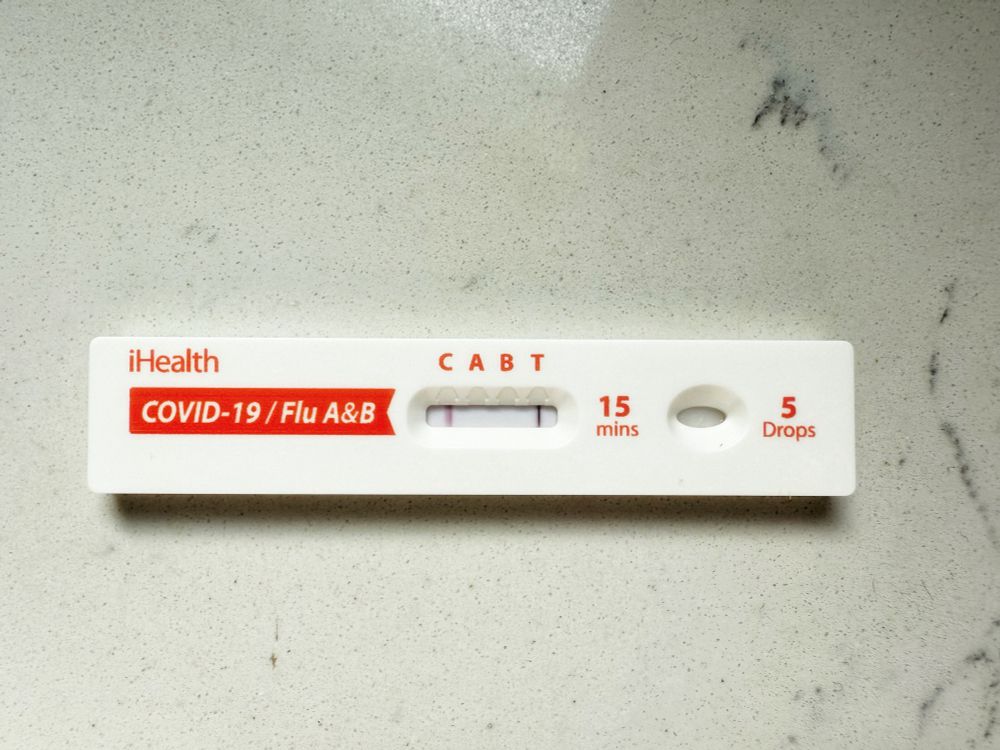 iHealth
C A B T
COVID-19 / Flu A&B
15
mins
5
Drops